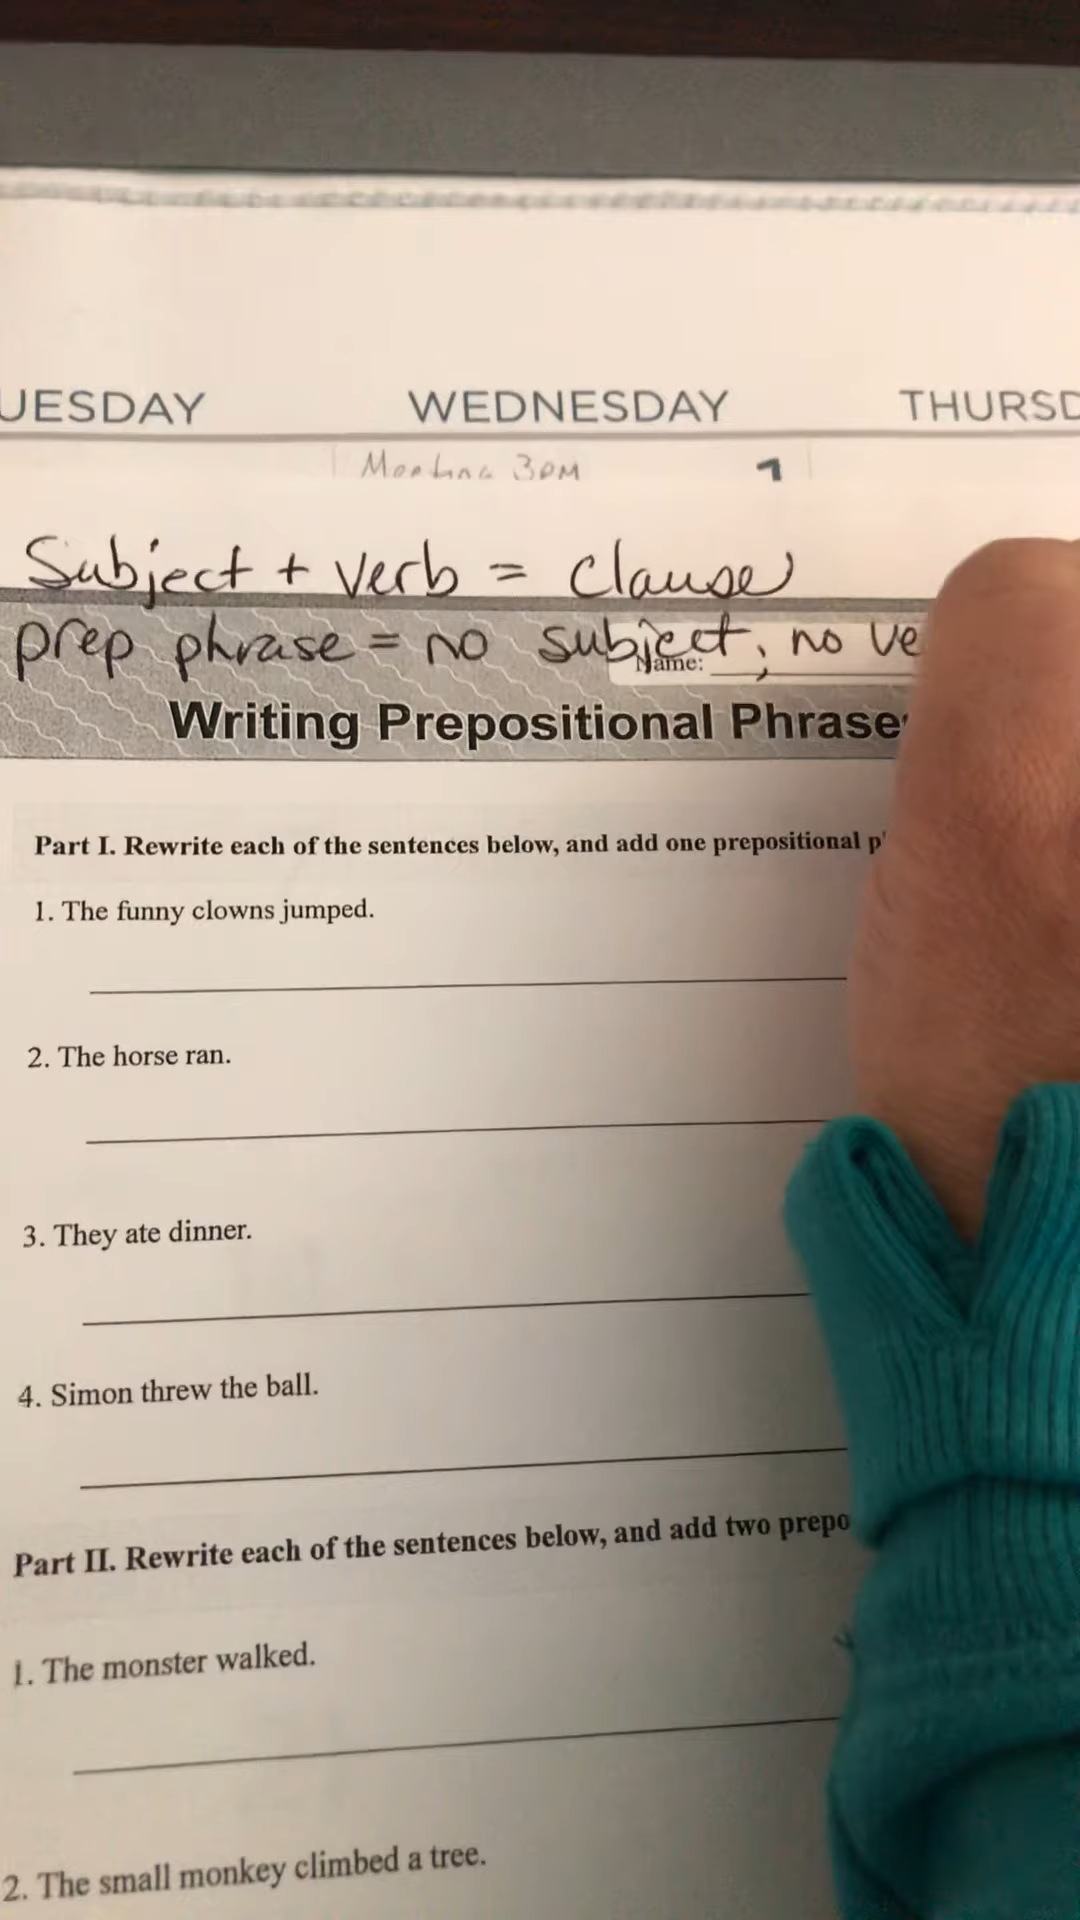 UESDAY WEDNESDAY THURSD
Meeting 3PM 7
Subject + verb = clause
prep phrase = no subject, no ve
Name:
Writing Prepositional Phrase
Part I. Rewrite each of the sentences below, and add one prepositional p
1. The funny clowns jumped.
2. The horse ran.
3. They ate dinner.
4. Simon threw the ball.
Part II. Rewrite each of the sentences below, and add two prepo
1. The monster walked.
2. The small monkey climbed a tree.